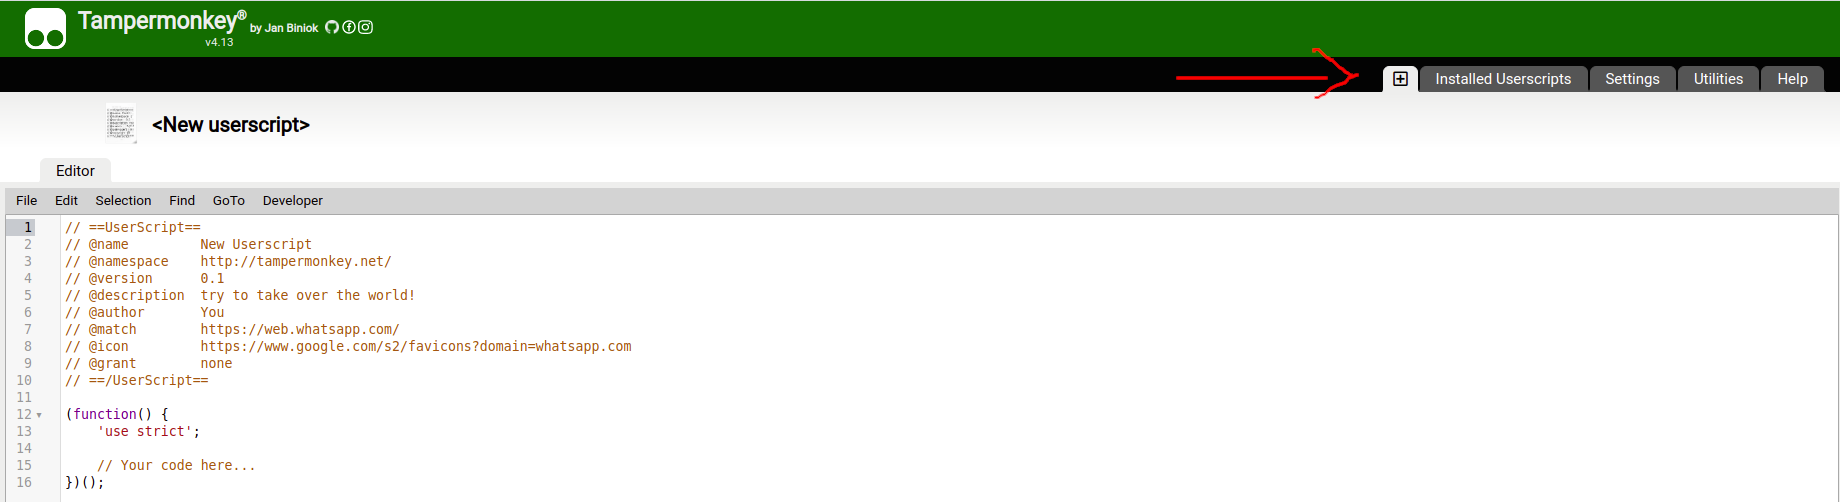 Tampermonkey® by Jan Biniok
v4.13
Installed Userscripts Settings Utilities Help
<New userscript>
Editor
File Edit Selection Find GoTo Developer
1 // ==UserScript==
2 // @name         New Userscript
3 // @namespace    http://tampermonkey.net/
4 // @version      0.1
5 // @description  try to take over the world!
6 // @author       You
7 // @match        https://web.whatsapp.com/
8 // @icon         https://www.google.com/s2/favicons?domain=whatsapp.com
9 // @grant        none
10 // ==/UserScript==
11
12 (function() {
13     'use strict';
14
15     // Your code here...
16 })();